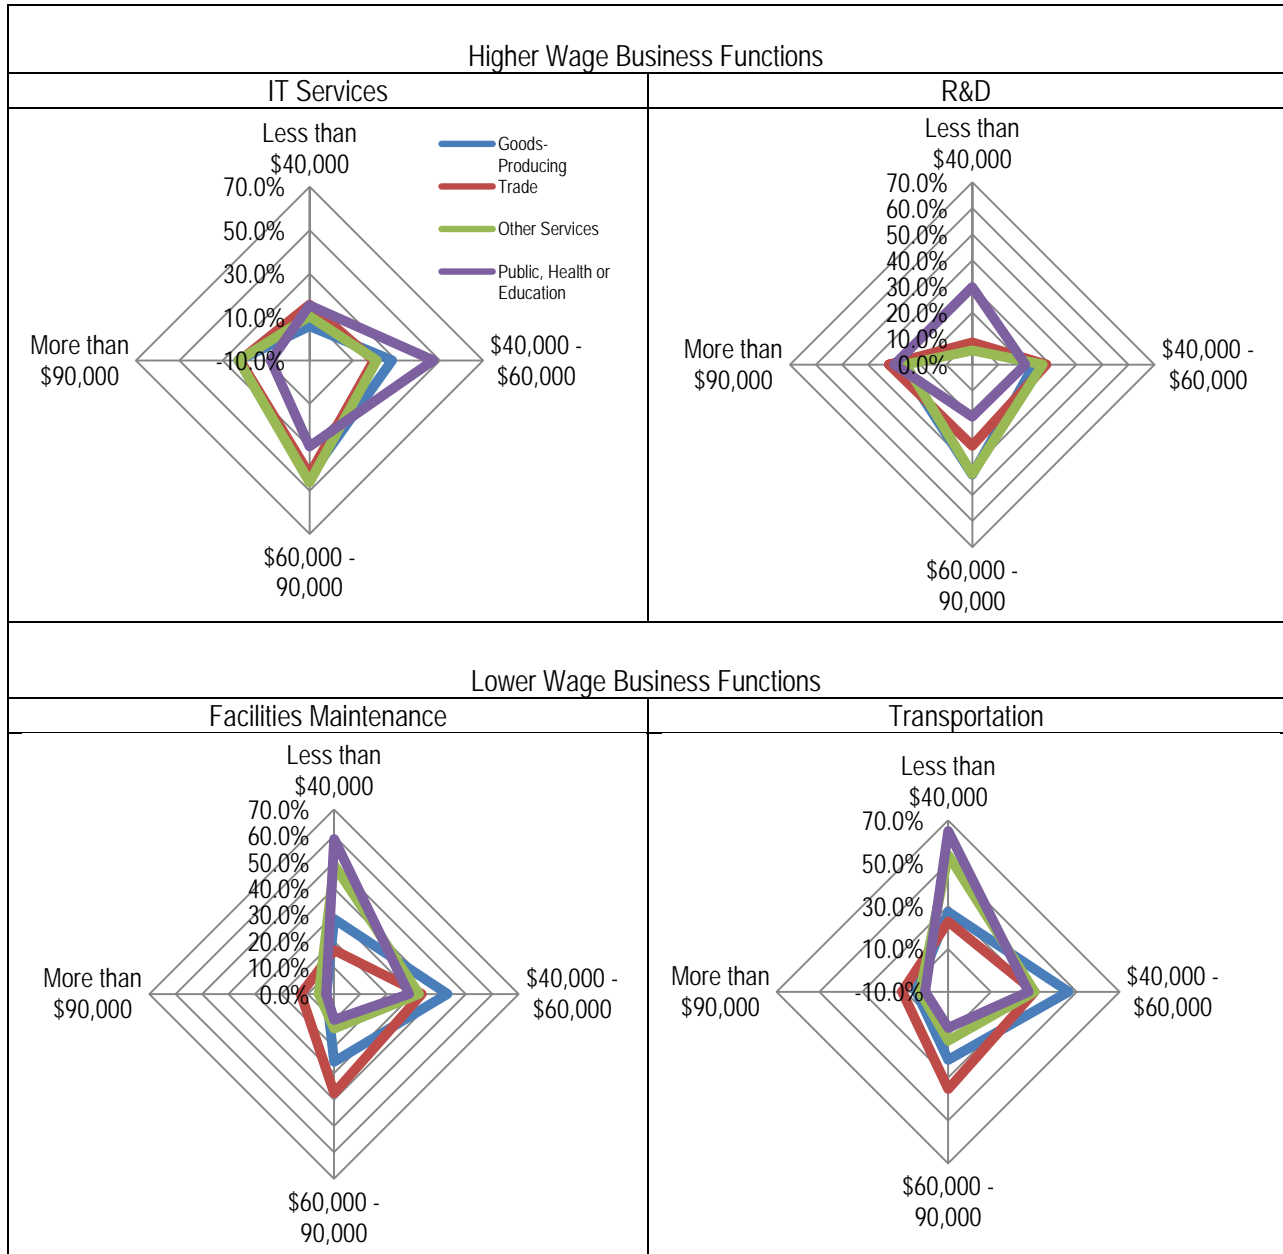 Higher Wage Business Functions
IT Services
R&D
Less than
$40,000
Goods-
Producing
Trade
Other Services
Public, Health or
Education
70.0%
50.0%
30.0%
10.0%
-10.0%
More than
$90,000
$40,000 -
$60,000
$60,000 -
90,000
Less than
$40,000
70.0%
60.0%
50.0%
40.0%
30.0%
20.0%
10.0%
0.0%
More than
$90,000
$40,000 -
$60,000
$60,000 -
90,000
Lower Wage Business Functions
Facilities Maintenance
Transportation
Less than
$40,000
70.0%
60.0%
50.0%
40.0%
30.0%
20.0%
10.0%
0.0%
More than
$90,000
$40,000 -
$60,000
$60,000 -
90,000
Less than
$40,000
70.0%
50.0%
30.0%
10.0%
-10.0%
More than
$90,000
$40,000 -
$60,000
$60,000 -
90,000